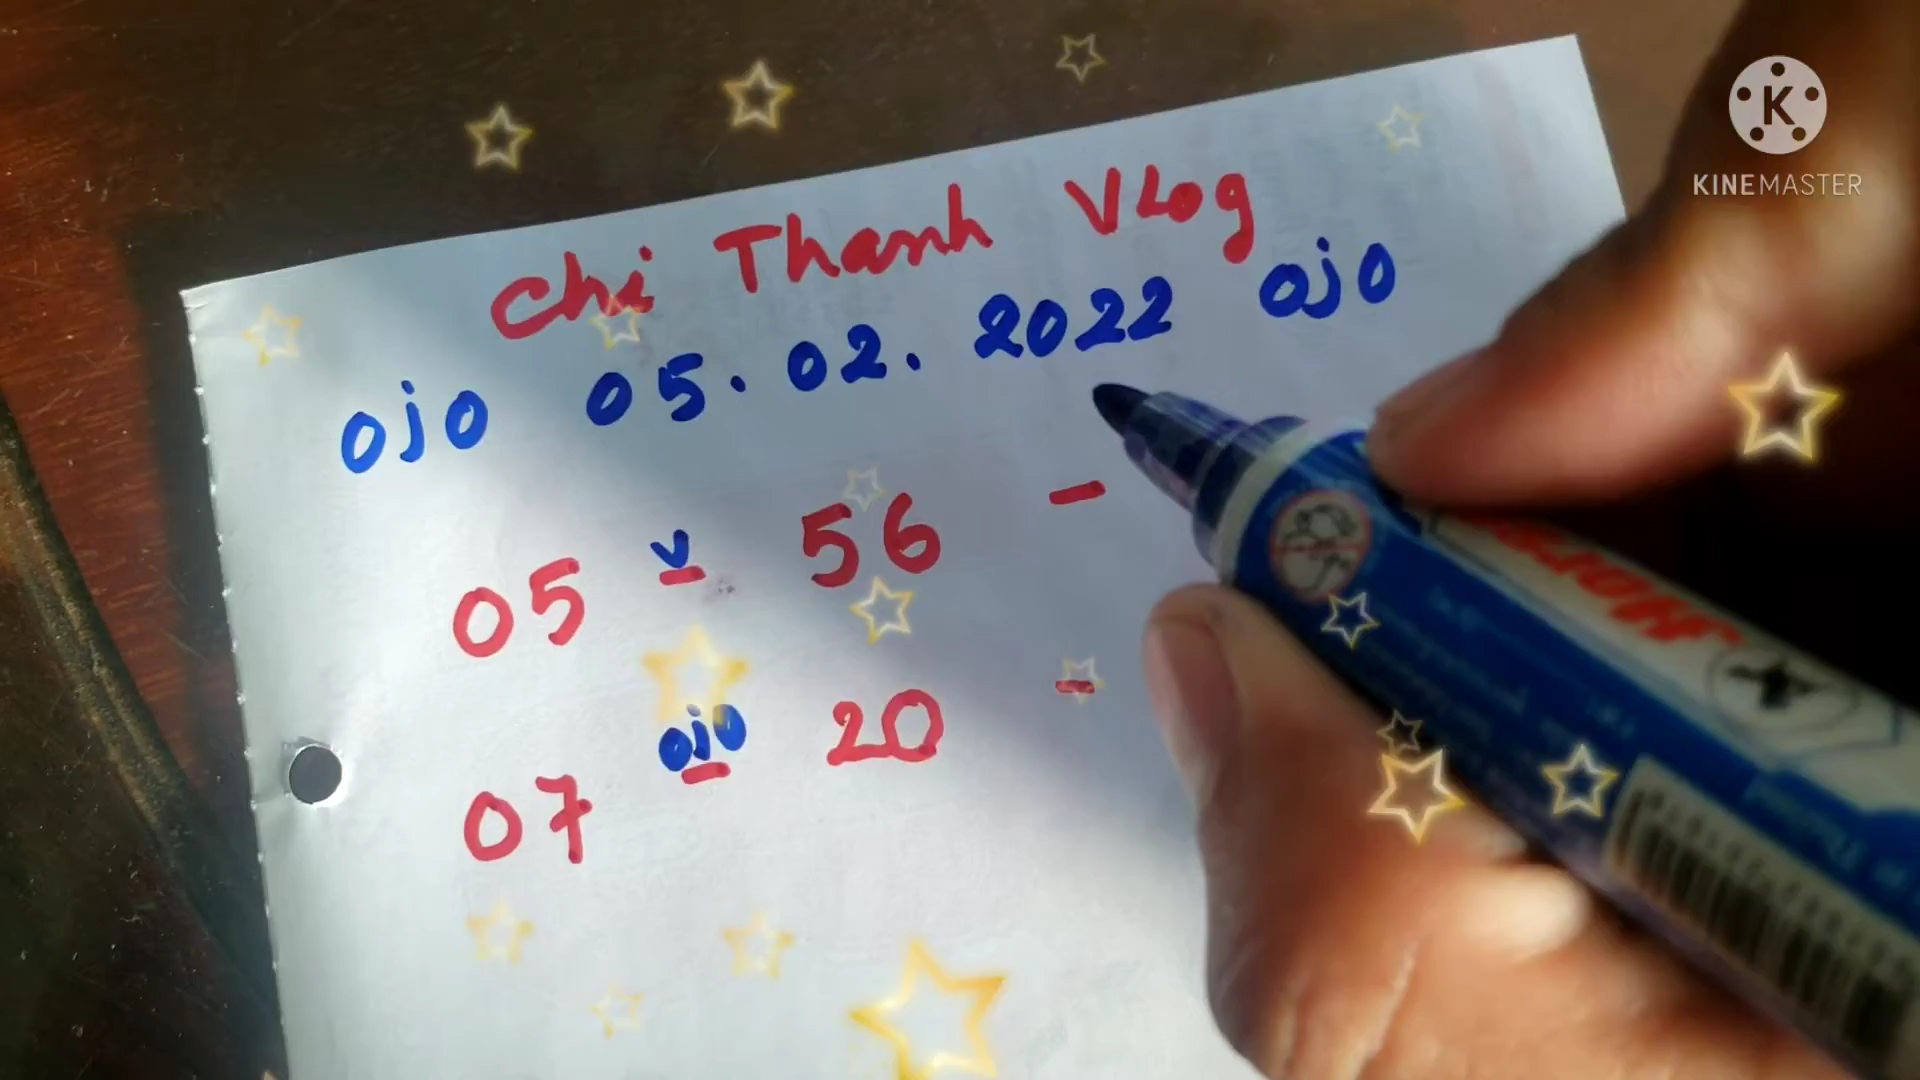 KINEMASTER
Chi Thanh Vlog
ojo 05.02.2022 ojo
05 - v 56 -
07 - ojo 20 -